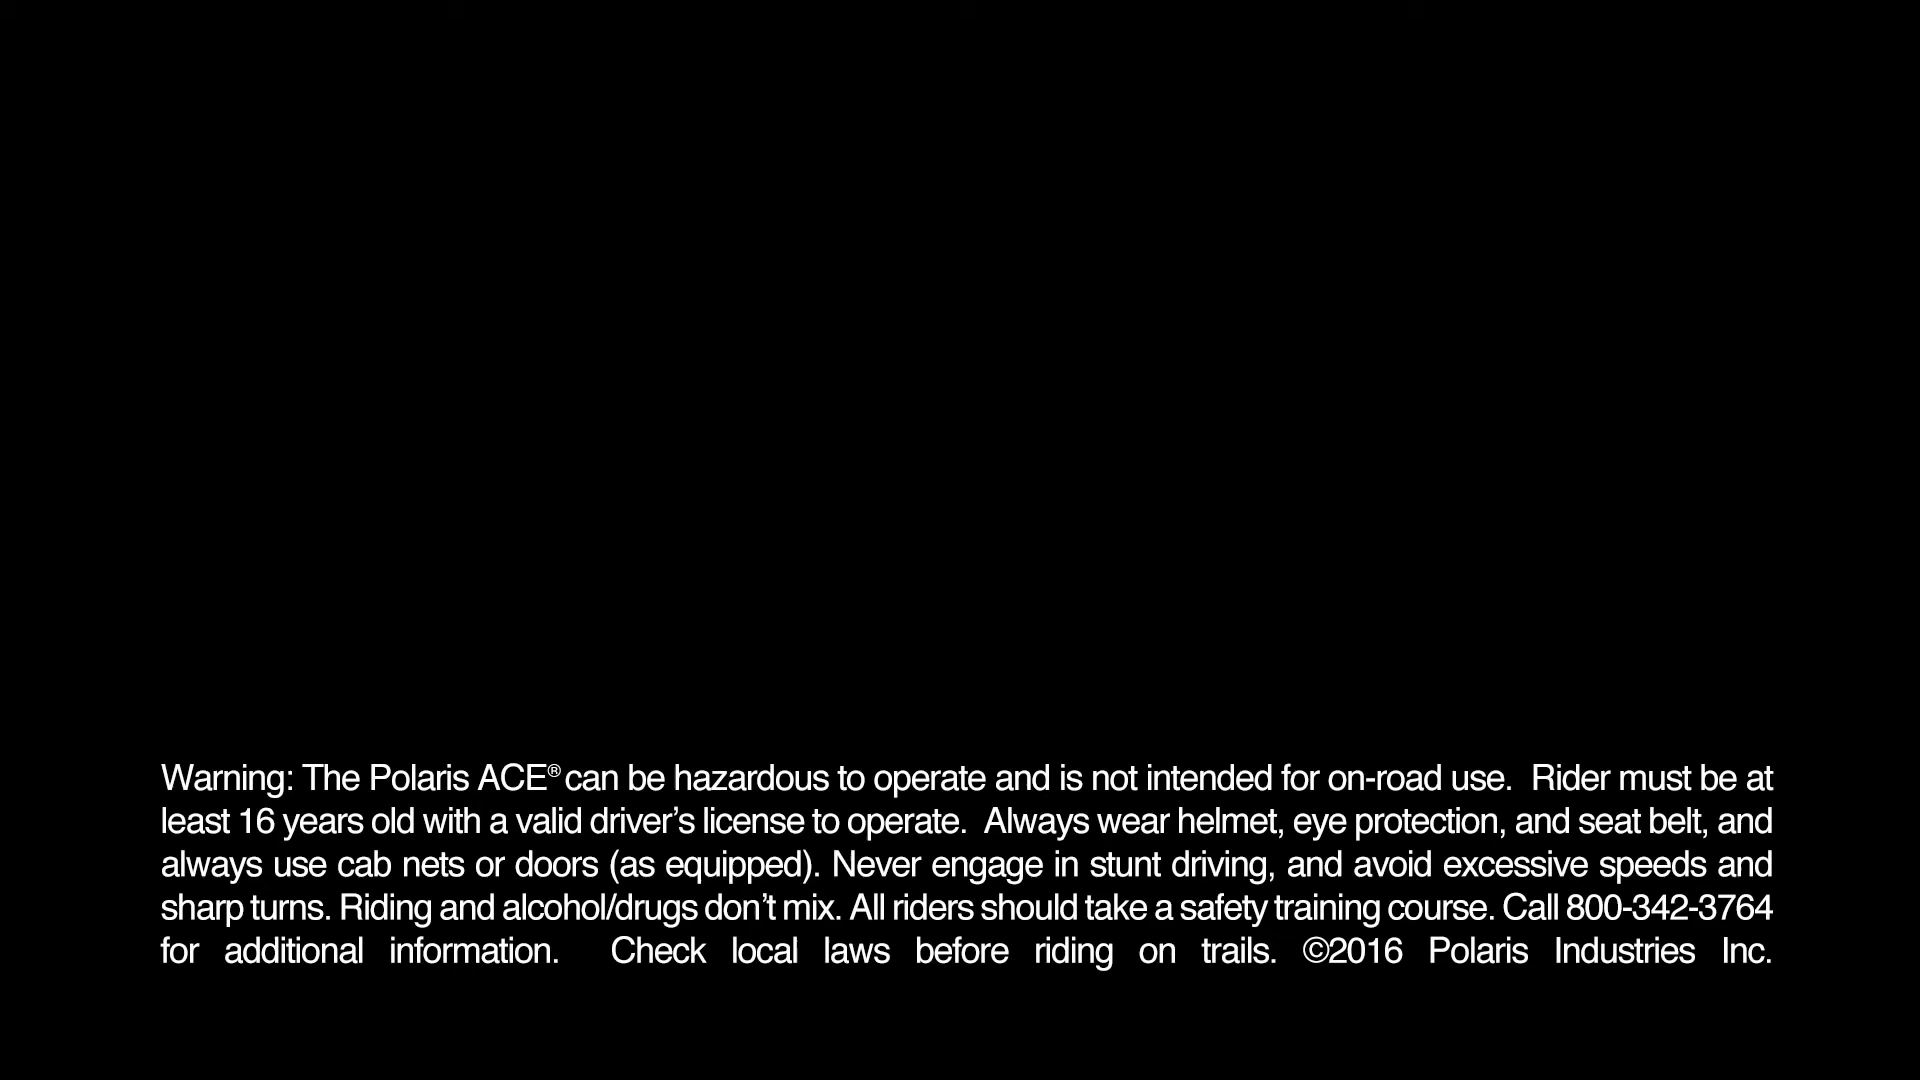 Warning: The Polaris ACE® can be hazardous to operate and is not intended for on-road use.  Rider must be at
least 16 years old with a valid driver’s license to operate.  Always wear helmet, eye protection, and seat belt, and
always use cab nets or doors (as equipped). Never engage in stunt driving, and avoid excessive speeds and
sharp turns. Riding and alcohol/drugs don’t mix. All riders should take a safety training course. Call 800-342-3764
for additional information.  Check local laws before riding on trails. ©2016 Polaris Industries Inc.